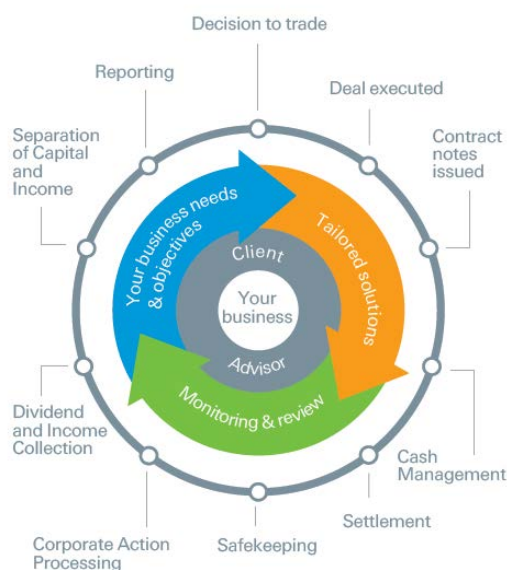 Decision to trade
Deal executed
Contract
notes
issued
Cash
Management
Settlement
Safekeeping
Corporate Action
Processing
Dividend
and Income
Collection
Separation
of Capital
and
Income
Reporting
Your business needs
& objectives
Tailored solutions
Monitoring & review
Client
Advisor
Your
business